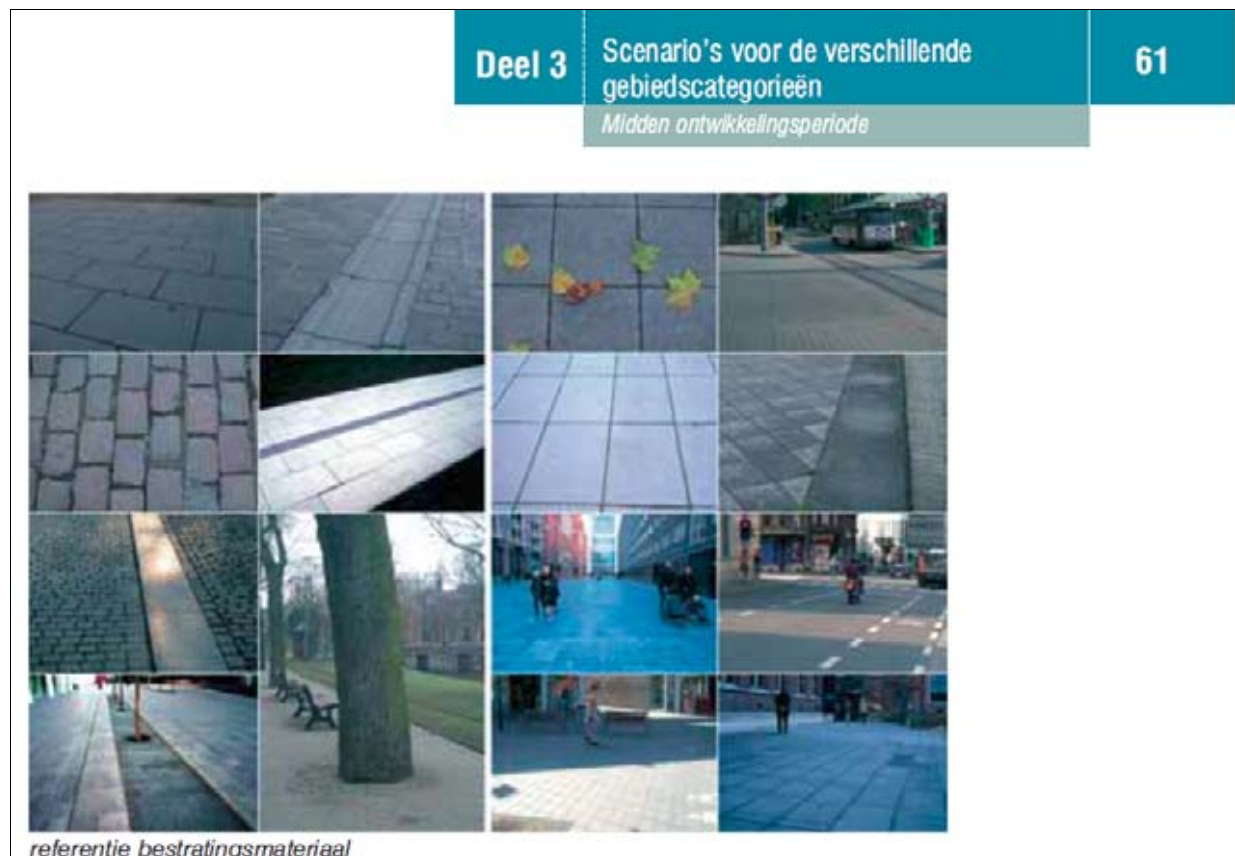 Deel 3
Scenario's voor de verschillende
gebiedscategorieën
61
Midden ontwikkelingsperiode
referentie bestratingsmateriaal